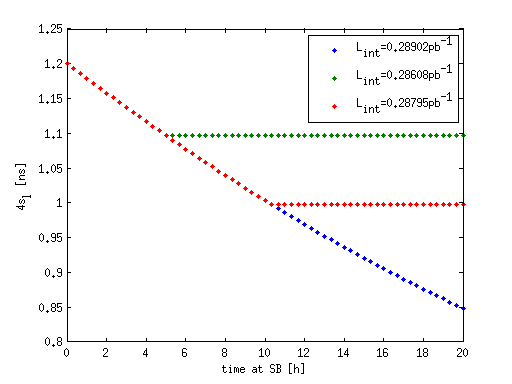 1.25
1.2
1.15
1.1
1.05
1
0.95
0.9
0.85
0.8
4s_l [ns]
L_int=0.28902pb^-1
L_int=0.28608pb^-1
L_int=0.28795pb^-1
0 2 4 6 8 10 12 14 16 18 20
time at SB [h]